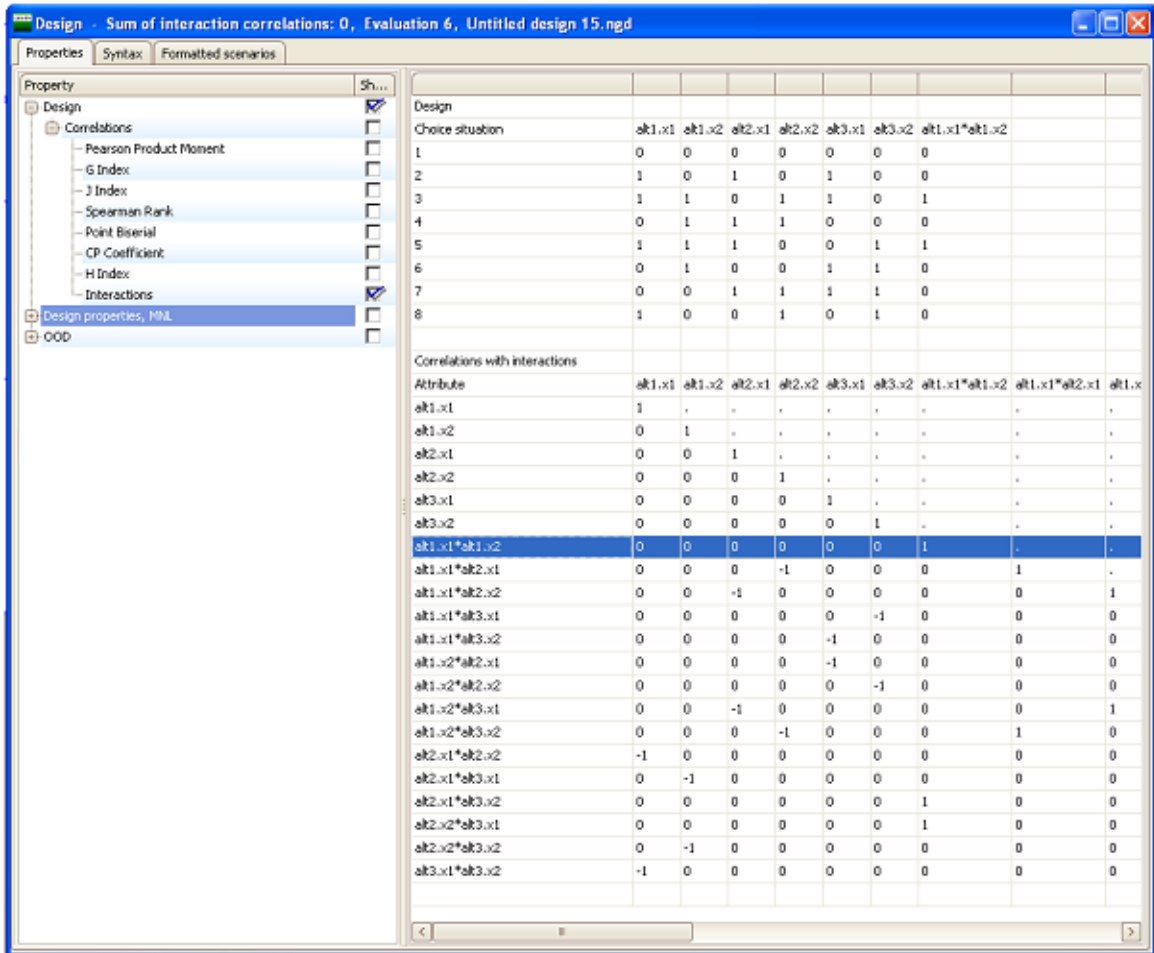 Design - Sum of interaction correlations: 0, Evaluation 6, Untitled design 15.ngd
Properties Syntax Formatted scenarios
Property Sh...
Design
Correlations
Pearson Product Moment
G Index
J Index
Spearman Rank
Point Biserial
CP Coefficient
H Index
Interactions
Design properties, MNL
OOD
Design
Choice situation alt1.x1 alt1.x2 alt2.x1 alt2.x2 alt3.x1 alt3.x2 alt1.x1*alt1.x2
1 0 0 0 0 0 0 0
2 1 0 1 0 1 0 0
3 1 1 0 1 1 0 1
4 0 1 1 1 0 0 0
5 1 1 1 0 0 1 1
6 0 1 0 0 1 1 0
7 0 0 1 1 1 1 0
8 1 0 0 1 0 1 0
Correlations with interactions
Attribute alt1.x1 alt1.x2 alt2.x1 alt2.x2 alt3.x1 alt3.x2 alt1.x1*alt1.x2 alt1.x1*alt2.x1 alt1.x
alt1.x1 1 . . . . . . . .
alt1.x2 0 1 . . . . . . .
alt2.x1 0 0 1 . . . . . .
alt2.x2 0 0 0 1 . . . . .
alt3.x1 0 0 0 0 1 . . . .
alt3.x2 0 0 0 0 0 1 . . .
alt1.x1*alt1.x2 0 0 0 0 0 0 1 . .
alt1.x1*alt2.x1 0 0 0 -1 0 0 0 1 .
alt1.x1*alt2.x2 0 0 -1 0 0 0 0 0 1
alt1.x1*alt3.x1 0 0 0 0 0 -1 0 0 0
alt1.x1*alt3.x2 0 0 0 0 -1 0 0 0 0
alt1.x2*alt2.x1 0 0 0 0 -1 0 0 0 0
alt1.x2*alt2.x2 0 0 0 0 0 -1 0 0 0
alt1.x2*alt3.x1 0 0 -1 0 0 0 0 0 1
alt1.x2*alt3.x2 0 0 0 -1 0 0 0 1 0
alt2.x1*alt2.x2 -1 0 0 0 0 0 0 0 0
alt2.x1*alt3.x1 0 -1 0 0 0 0 0 0 0
alt2.x1*alt3.x2 0 0 0 0 0 0 1 0 0
alt2.x2*alt3.x1 0 0 0 0 0 0 1 0 0
alt2.x2*alt3.x2 0 -1 0 0 0 0 0 0 0
alt3.x1*alt3.x2 -1 0 0 0 0 0 0 0 0